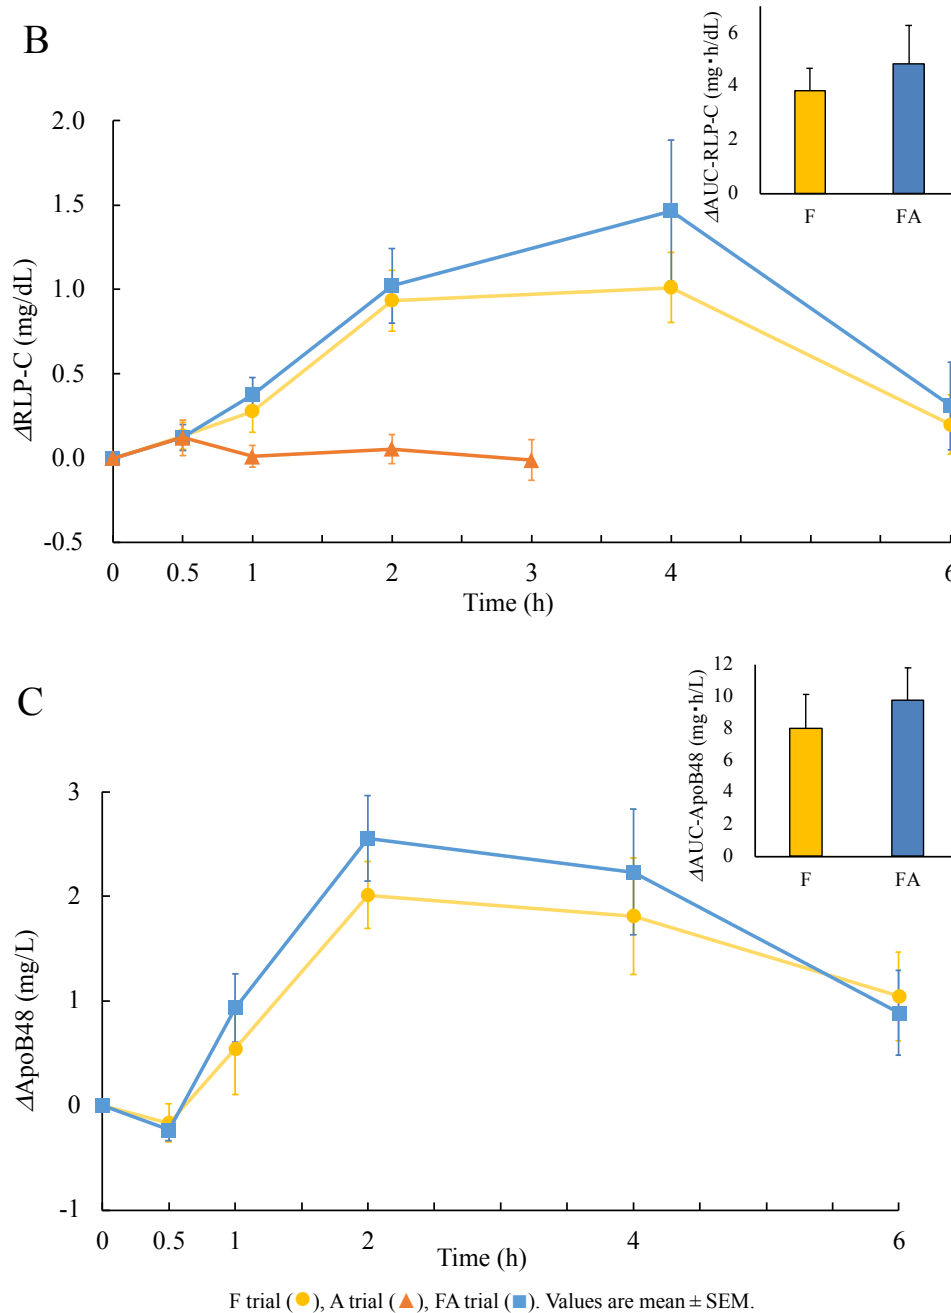 B
ΔAUC-RLP-C (mg・h/dL)
6
4
2
0
F
FA
ΔRLP-C (mg/dL)
2.0
1.5
1.0
0.5
0.0
-0.5
0
0.5
1
2
3
4
6
Time (h)
C
ΔAUC-ApoB48 (mg・h/L)
12
10
8
6
4
2
0
F
FA
ΔApoB48 (mg/L)
3
2
1
0
-1
0
0.5
1
2
4
6
Time (h)
F trial (●), A trial (▲), FA trial (■). Values are mean ± SEM.